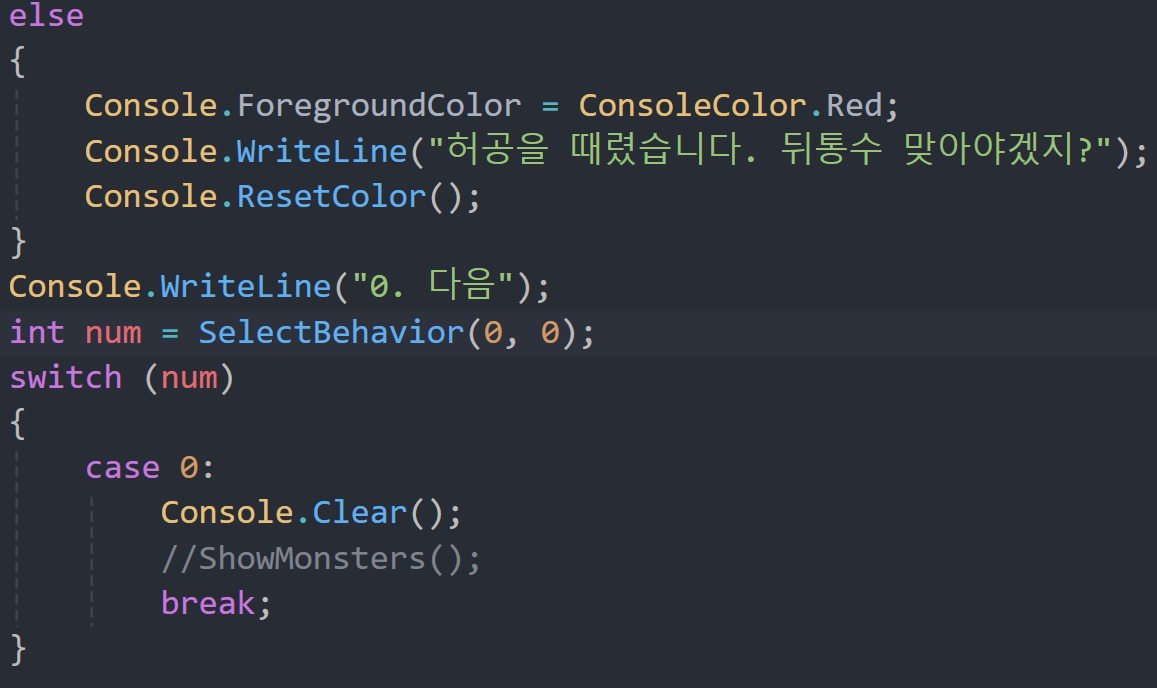 else
{
    Console.ForegroundColor = ConsoleColor.Red;
    Console.WriteLine("허공을 때렸습니다. 뒤통수 맞아야겠지?");
    Console.ResetColor();
}
Console.WriteLine("0. 다음");
int num = SelectBehavior(0, 0);
switch (num)
{
    case 0:
        Console.Clear();
        //ShowMonsters();
        break;
}